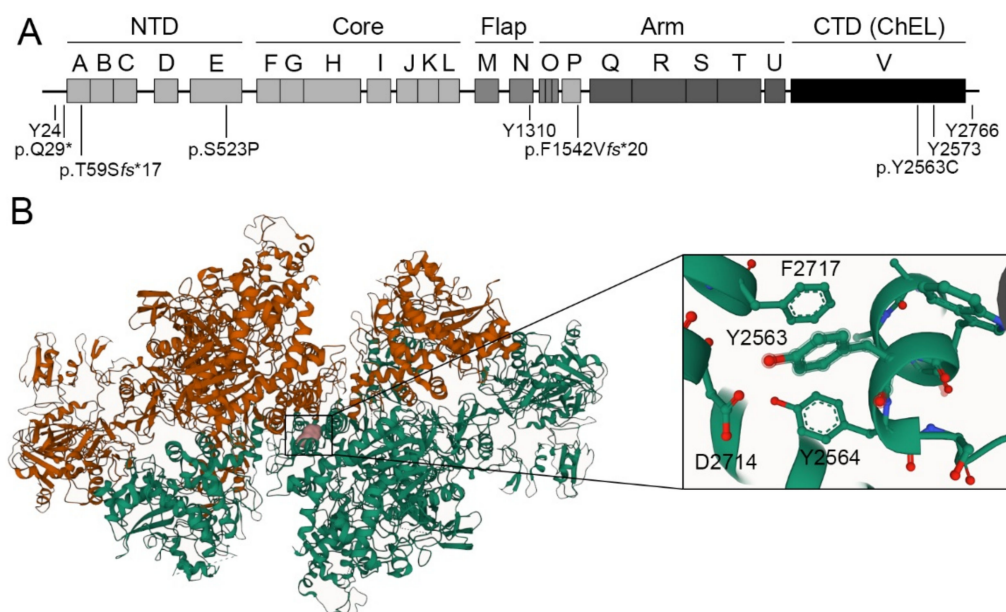 A
NTD Core Flap Arm CTD (ChEL)
A B C D E F G H I J K L M N O P Q R S T U V
Y24 Y1310 Y2766
p.Q29* p.S523P p.F1542Vfs*20 Y2573
p.T59Sfs*17 p.Y2563C
B
F2717
Y2563
D2714 Y2564